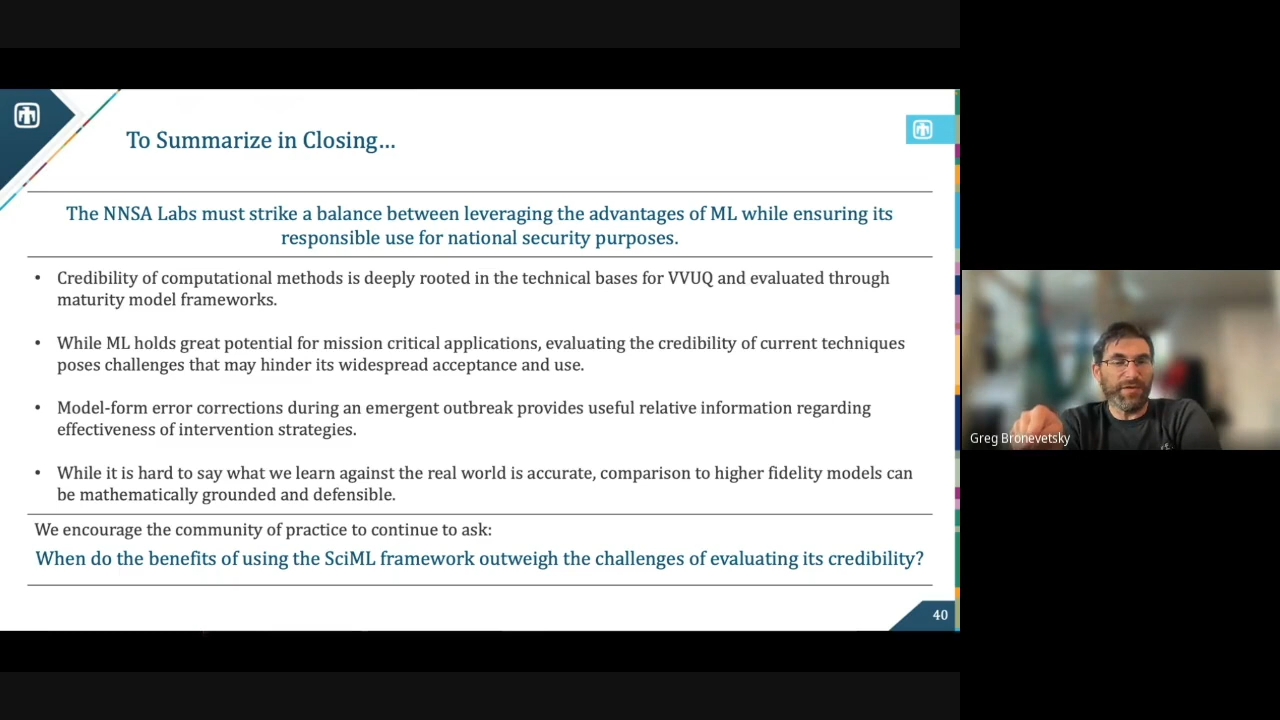 To Summarize in Closing...
The NNSA Labs must strike a balance between leveraging the advantages of ML while ensuring its
responsible use for national security purposes.
• Credibility of computational methods is deeply rooted in the technical bases for VVUQ and evaluated through
maturity model frameworks.
• While ML holds great potential for mission critical applications, evaluating the credibility of current techniques
poses challenges that may hinder its widespread acceptance and use.
• Model-form error corrections during an emergent outbreak provides useful relative information regarding
effectiveness of intervention strategies.
• While it is hard to say what we learn against the real world is accurate, comparison to higher fidelity models can
be mathematically grounded and defensible.
We encourage the community of practice to continue to ask:
When do the benefits of using the SciML framework outweigh the challenges of evaluating its credibility?
40
Greg Bronevetsky